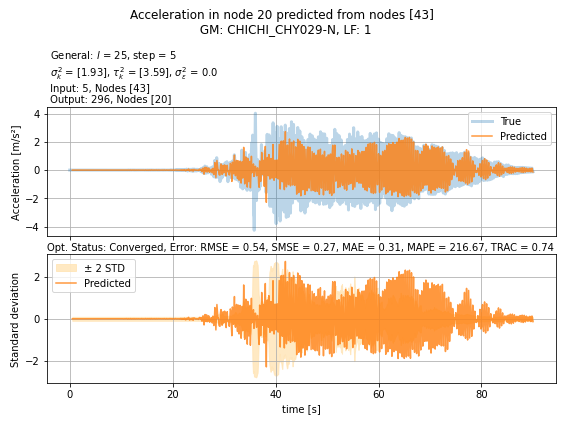 Acceleration in node 20 predicted from nodes [43]
GM: CHICHI_CHY029-N, LF: 1
General: l = 25, step = 5
σ²ₖ = [1.93], τ²ₖ = [3.59], σ²ε = 0.0
Input: 5, Nodes [43]
Output: 296, Nodes [20]
Acceleration [m/s²]
4
2
0
−2
−4
True
Predicted
Opt. Status: Converged, Error: RMSE = 0.54, SMSE = 0.27, MAE = 0.31, MAPE = 216.67, TRAC = 0.74
Standard deviation
2
0
−2
± 2 STD
Predicted
0 20 40 60 80
time [s]